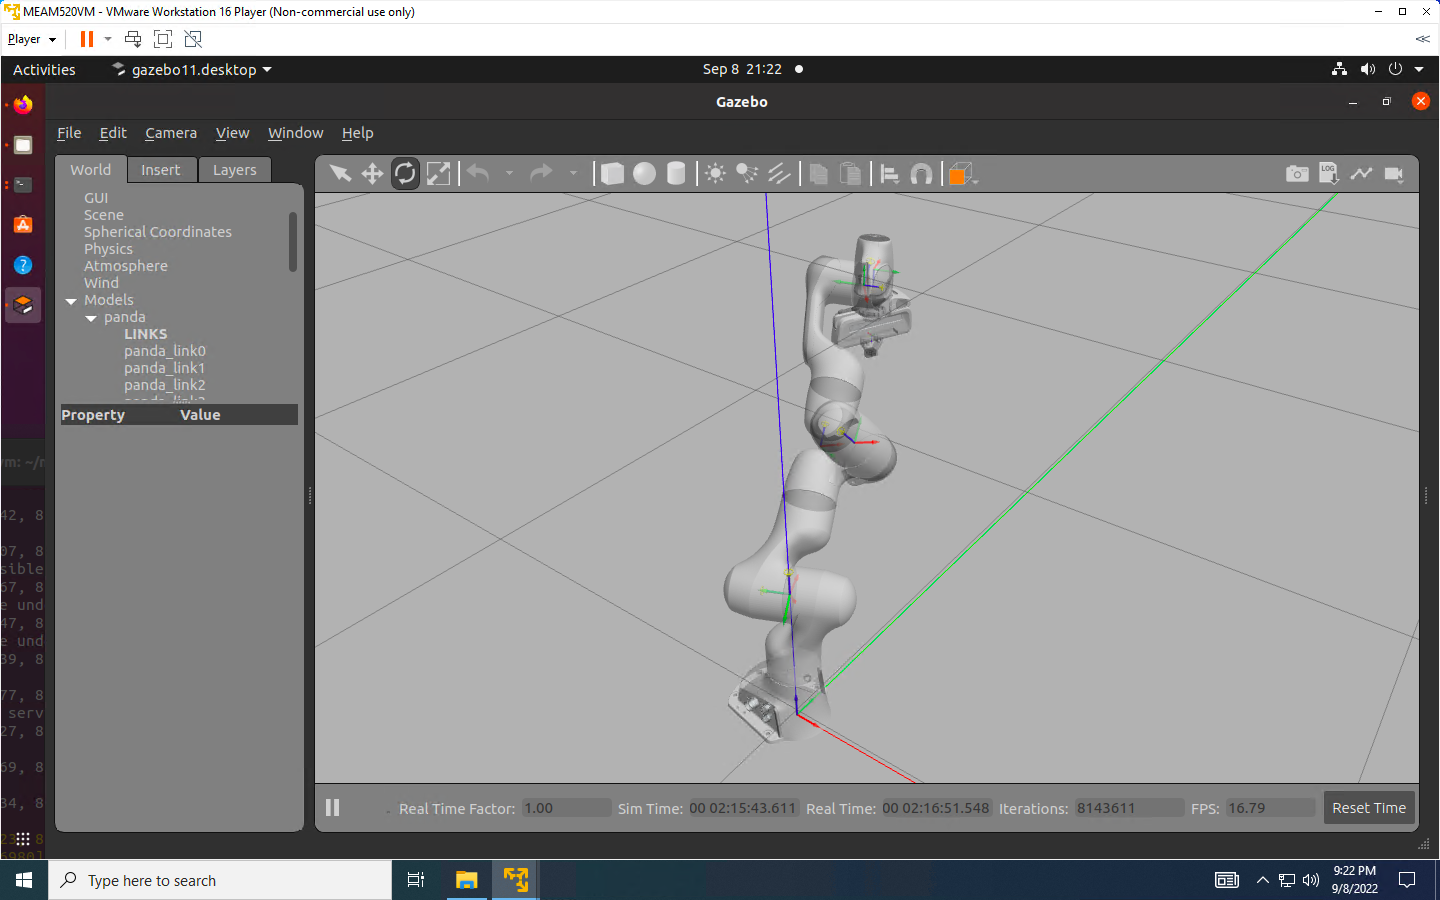 MEAM520VM - VMware Workstation 16 Player (Non-commercial use only)
Player
Activities
gazebo11.desktop
Sep 8 21:22
Gazebo
File Edit Camera View Window Help
World Insert Layers
LOG
GUI
Scene
Spherical Coordinates
Physics
Atmosphere
Wind
Models
panda
LINKS
panda_link0
panda_link1
panda_link2
Property Value
vm: ~/
42, 8
07, 8
sible
67, 8
e und
47, 8
e und
39, 8
77, 8
serv
27, 8
69, 8
34, 8
Real Time Factor: 1.00 Sim Time: 00 02:15:43.611 Real Time: 00 02:16:51.548 Iterations: 8143611 FPS: 16.79 Reset Time
Type here to search
9:22 PM
9/8/2022